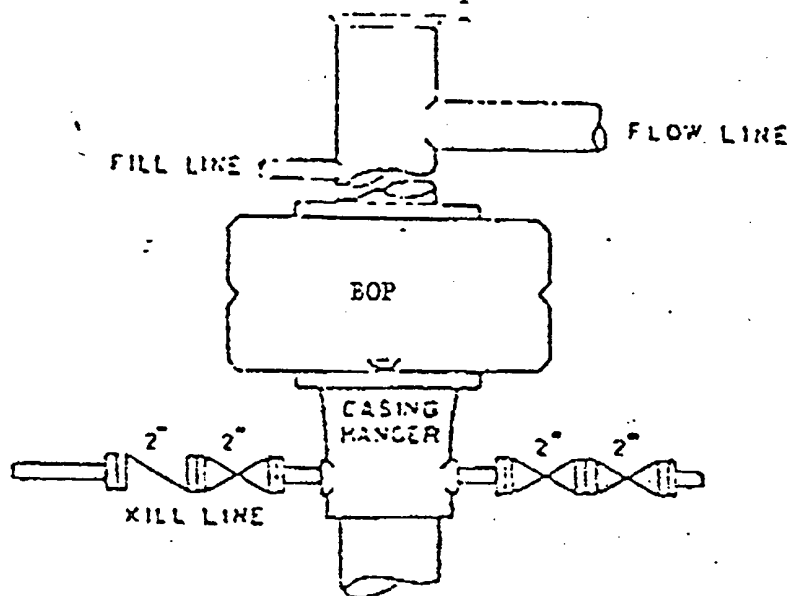 FLOW LINE
FILL LINE
BOP
CASING
HANGER
2" 2"
2" 2"
KILL LINE